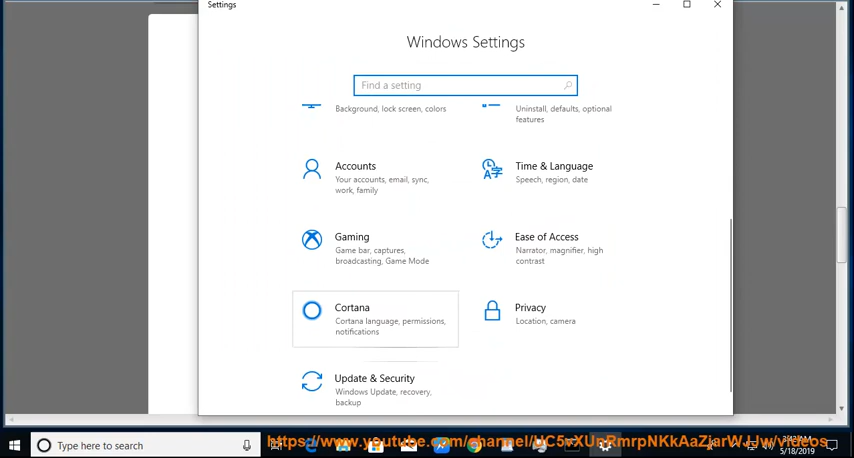 Settings
Windows Settings
Find a setting
Background, lock screen, colors
Uninstall, defaults, optional
features
Accounts
Your accounts, email, sync,
work, family
Time & Language
Speech, region, date
Gaming
Game bar, captures,
broadcasting, Game Mode
Ease of Access
Narrator, magnifier, high
contrast
Cortana
Cortana language, permissions,
notifications
Privacy
Location, camera
Update & Security
Windows Update, recovery,
backup
Type here to search
5/18/2019